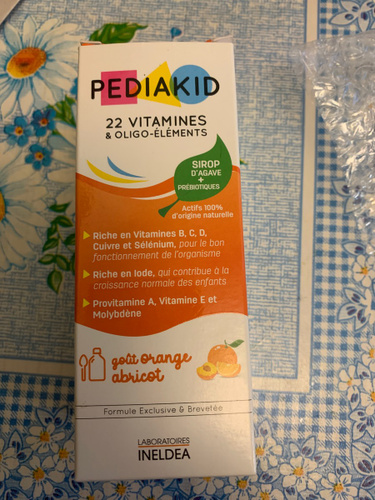 PEDIAKID
22 VITAMINES
& OLIGO-ÉLÉMENTS
SIROP
D'AGAVE
+
PRÉBIOTIQUES
Actifs 100%
d'origine naturelle
Riche en Vitamines B, C, D,
Cuivre et Sélénium, pour le bon
fonctionnement de l'organisme
Riche en Iode, qui contribue à la
croissance normale des enfants
Provitamine A, Vitamine E et
Molybdène
goût orange
abricot
Formule Exclusive & Brevetée
LABORATOIRES
INELDEA